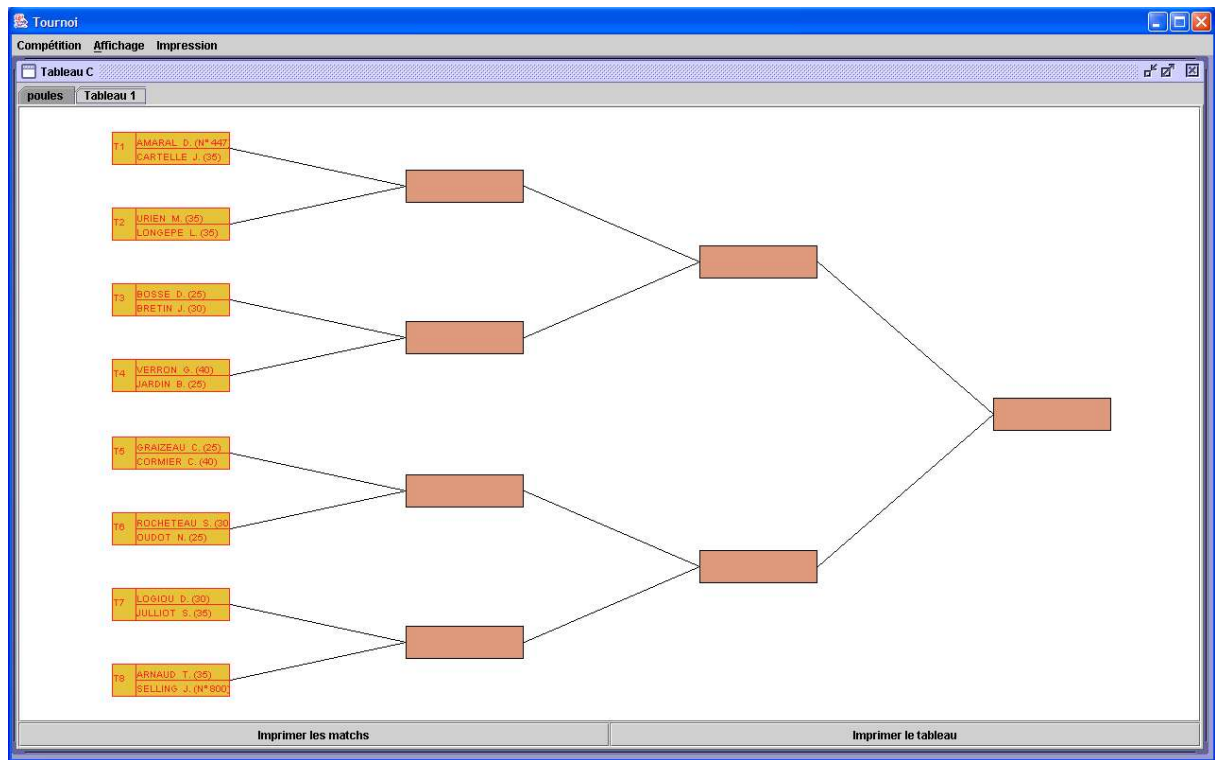 Tournoi
Compétition Affichage Impression
Tableau C
poules Tableau 1
T1 AMARAL D. (N° 447)
CARTELLE J. (35)
T2 URIEN M. (35)
LONGEPE L. (35)
T3 BOSSE D. (25)
BRETIN J. (30)
T4 VERRON G. (40)
JARDIN B. (25)
T5 GRAIZEAU C. (25)
CORMIER C. (40)
T6 ROCHETEAU S. (30
OUDOT N. (25)
T7 LOGIOU D. (30)
JULLIOT S. (35)
T8 ARNAUD T. (35)
SELLING J. (N° 800)
Imprimer les matchs Imprimer le tableau